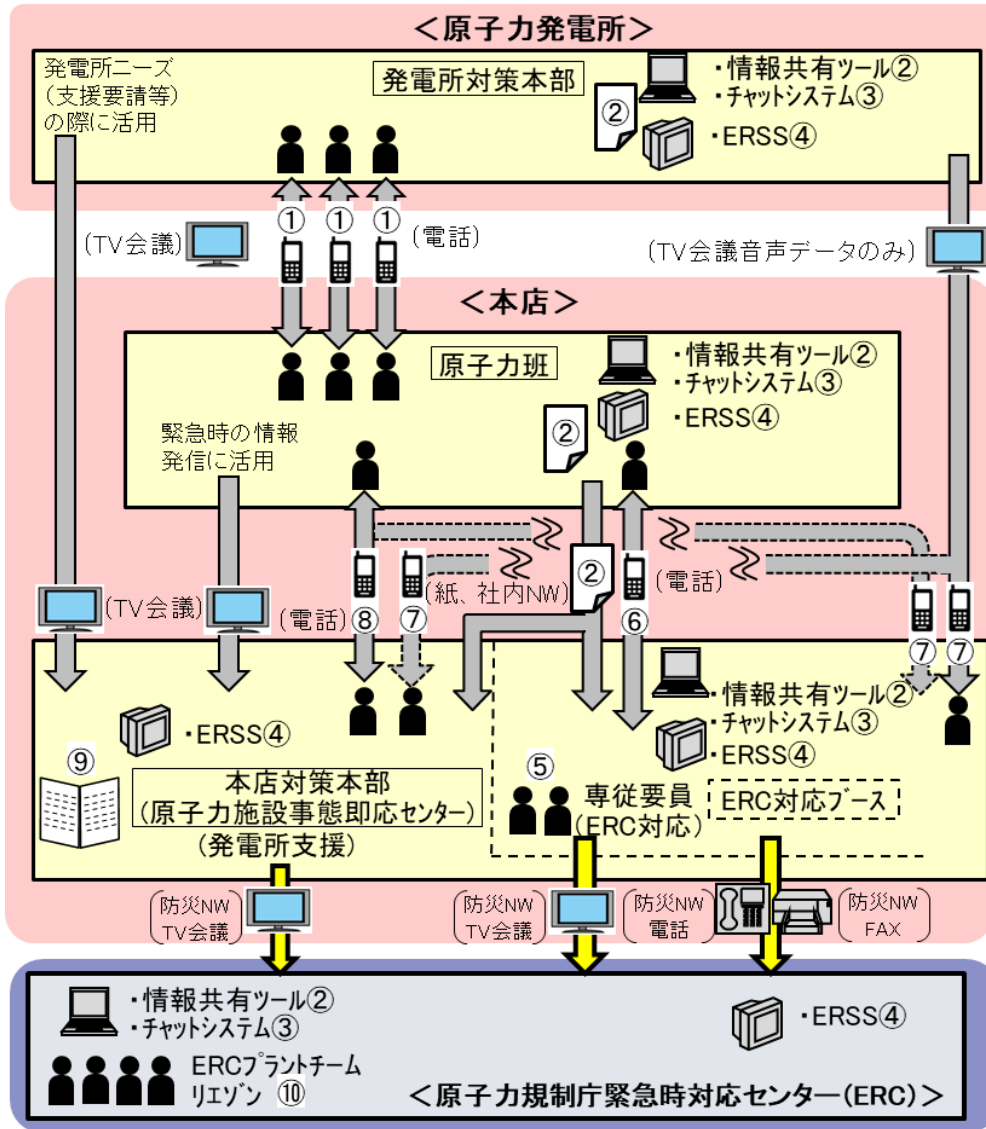 ＜原子力発電所＞
発電所ニーズ
（支援要請等）
の際に活用
発電所対策本部
・情報共有ツール②
・チャットシステム③
②
・ERSS④
①
①
①
(TV会議)
(電話)
(TV会議音声データのみ)
＜本店＞
原子力班
・情報共有ツール②
・チャットシステム③
・ERSS④
②
緊急時の情報
発信に活用
(TV会議)
(電話)
⑧
⑦
(紙、社内NW)
②
⑥
(電話)
⑦
⑦
・ERSS④
・情報共有ツール②
・チャットシステム③
・ERSS④
⑨
本店対策本部
(原子力施設事態即応センター)
(発電所支援)
⑤
専従要員
(ERC対応)
ERC対応ブース
防災NW
TV会議
防災NW
TV会議
防災NW
電話
防災NW
FAX
・情報共有ツール②
・チャットシステム③
・ERSS④
ERCプラントチーム
リエゾン ⑩
＜原子力規制庁緊急時対応センター(ERC)＞